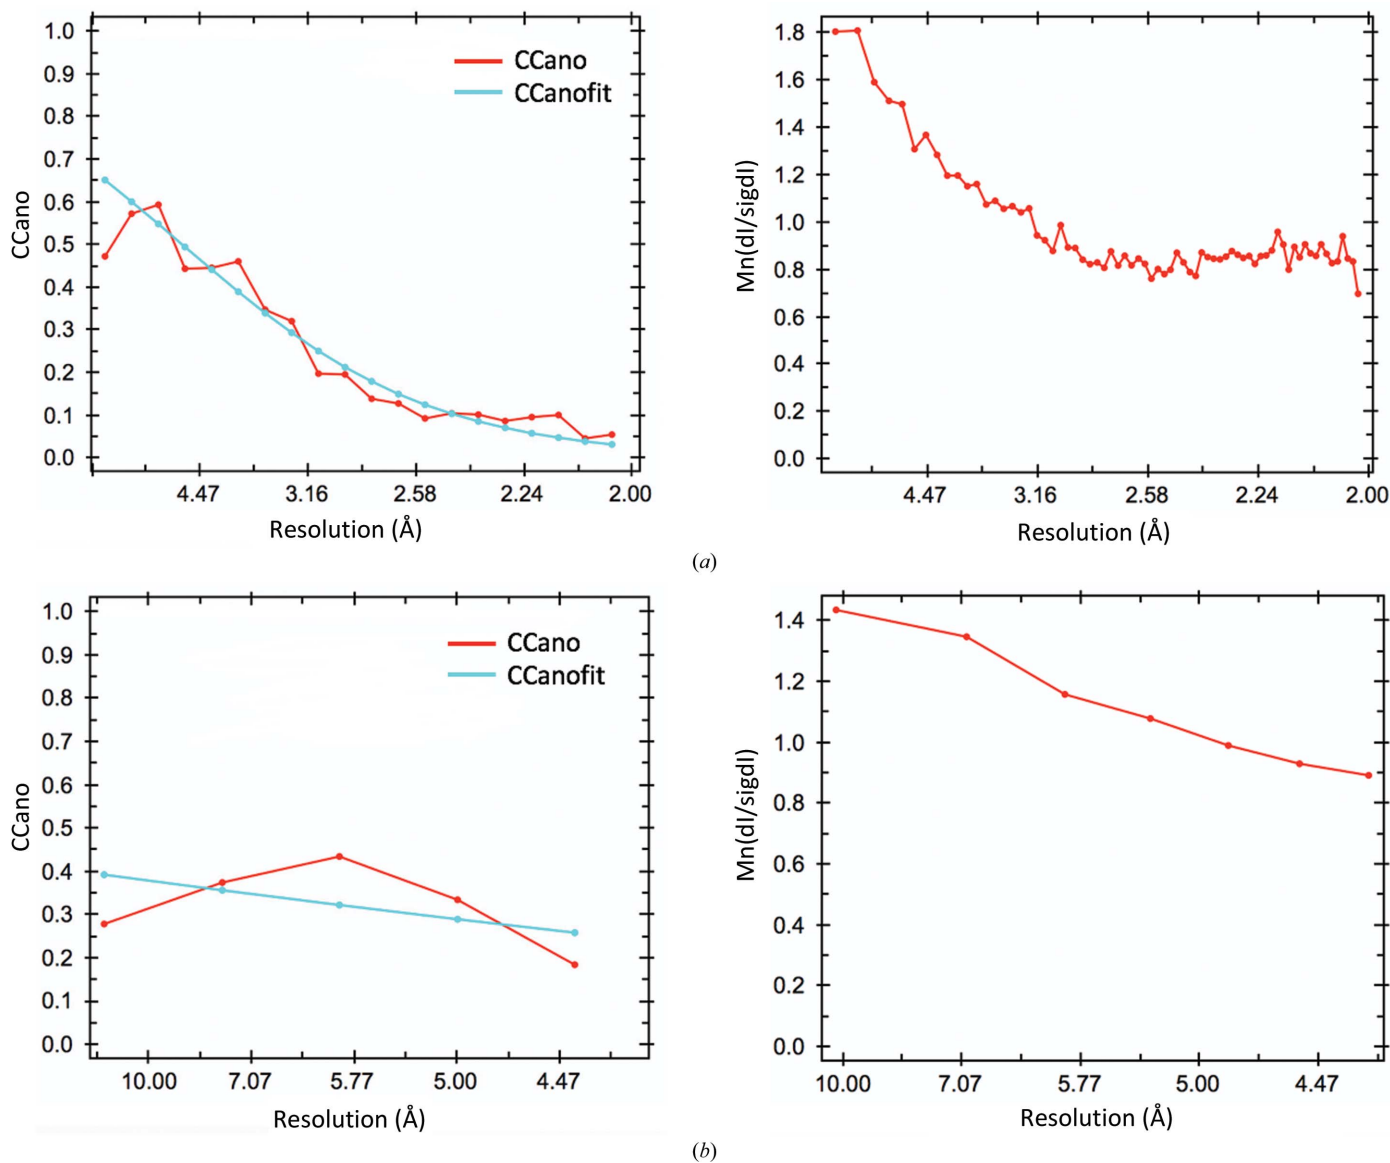 1.0
0.9
0.8
0.7
0.6
0.5
0.4
0.3
0.2
0.1
0.0
CCano
CCano
CCanofit
4.47 3.16 2.58 2.24 2.00
Resolution (Å)
1.8
1.6
1.4
1.2
1.0
0.8
0.6
0.4
0.2
0.0
Mn(dI/sigdI)
4.47 3.16 2.58 2.24 2.00
Resolution (Å)
(a)
1.0
0.9
0.8
0.7
0.6
0.5
0.4
0.3
0.2
0.1
0.0
CCano
CCano
CCanofit
10.00 7.07 5.77 5.00 4.47
Resolution (Å)
1.4
1.2
1.0
0.8
0.6
0.4
0.2
0.0
Mn(dI/sigdI)
10.00 7.07 5.77 5.00 4.47
Resolution (Å)
(b)